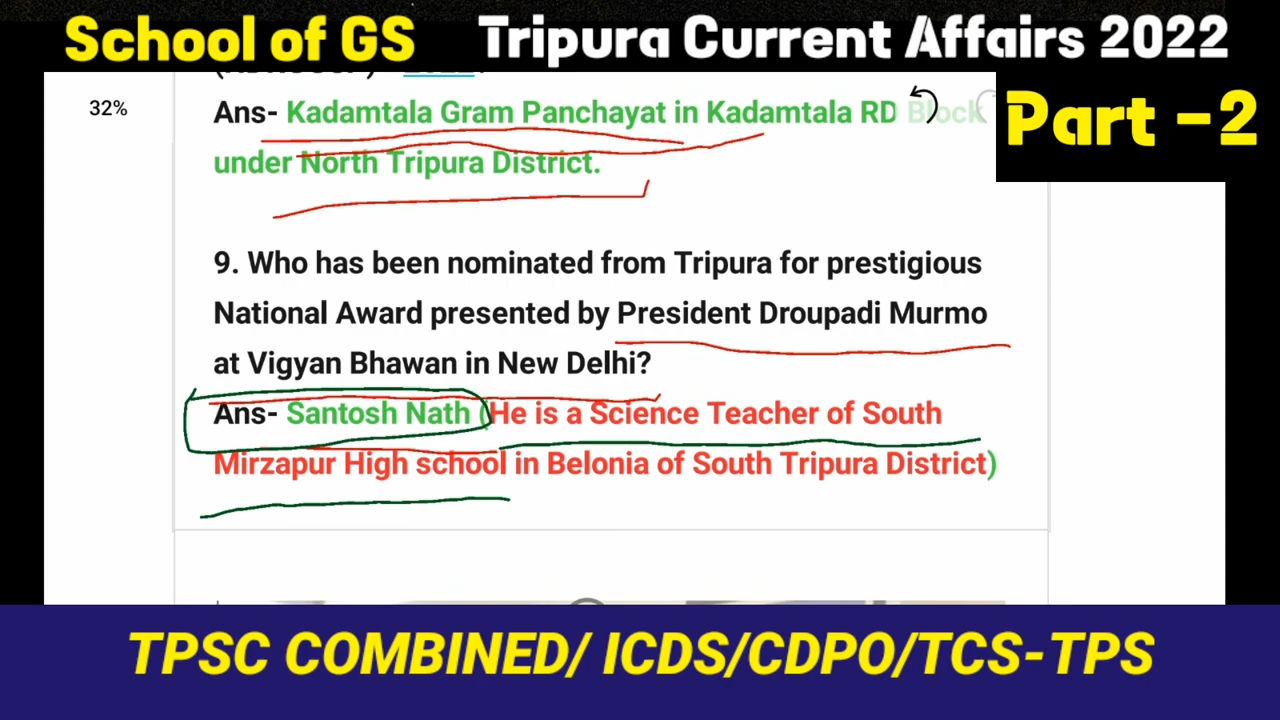 School of GS Tripura Current Affairs 2022
Part -2
32%
Ans- Kadamtala Gram Panchayat in Kadamtala RD Block
under North Tripura District.
9. Who has been nominated from Tripura for prestigious
National Award presented by President Droupadi Murmo
at Vigyan Bhawan in New Delhi?
Ans- Santosh Nath (He is a Science Teacher of South
Mirzapur High school in Belonia of South Tripura District)
TPSC COMBINED/ ICDS/CDPO/TCS-TPS